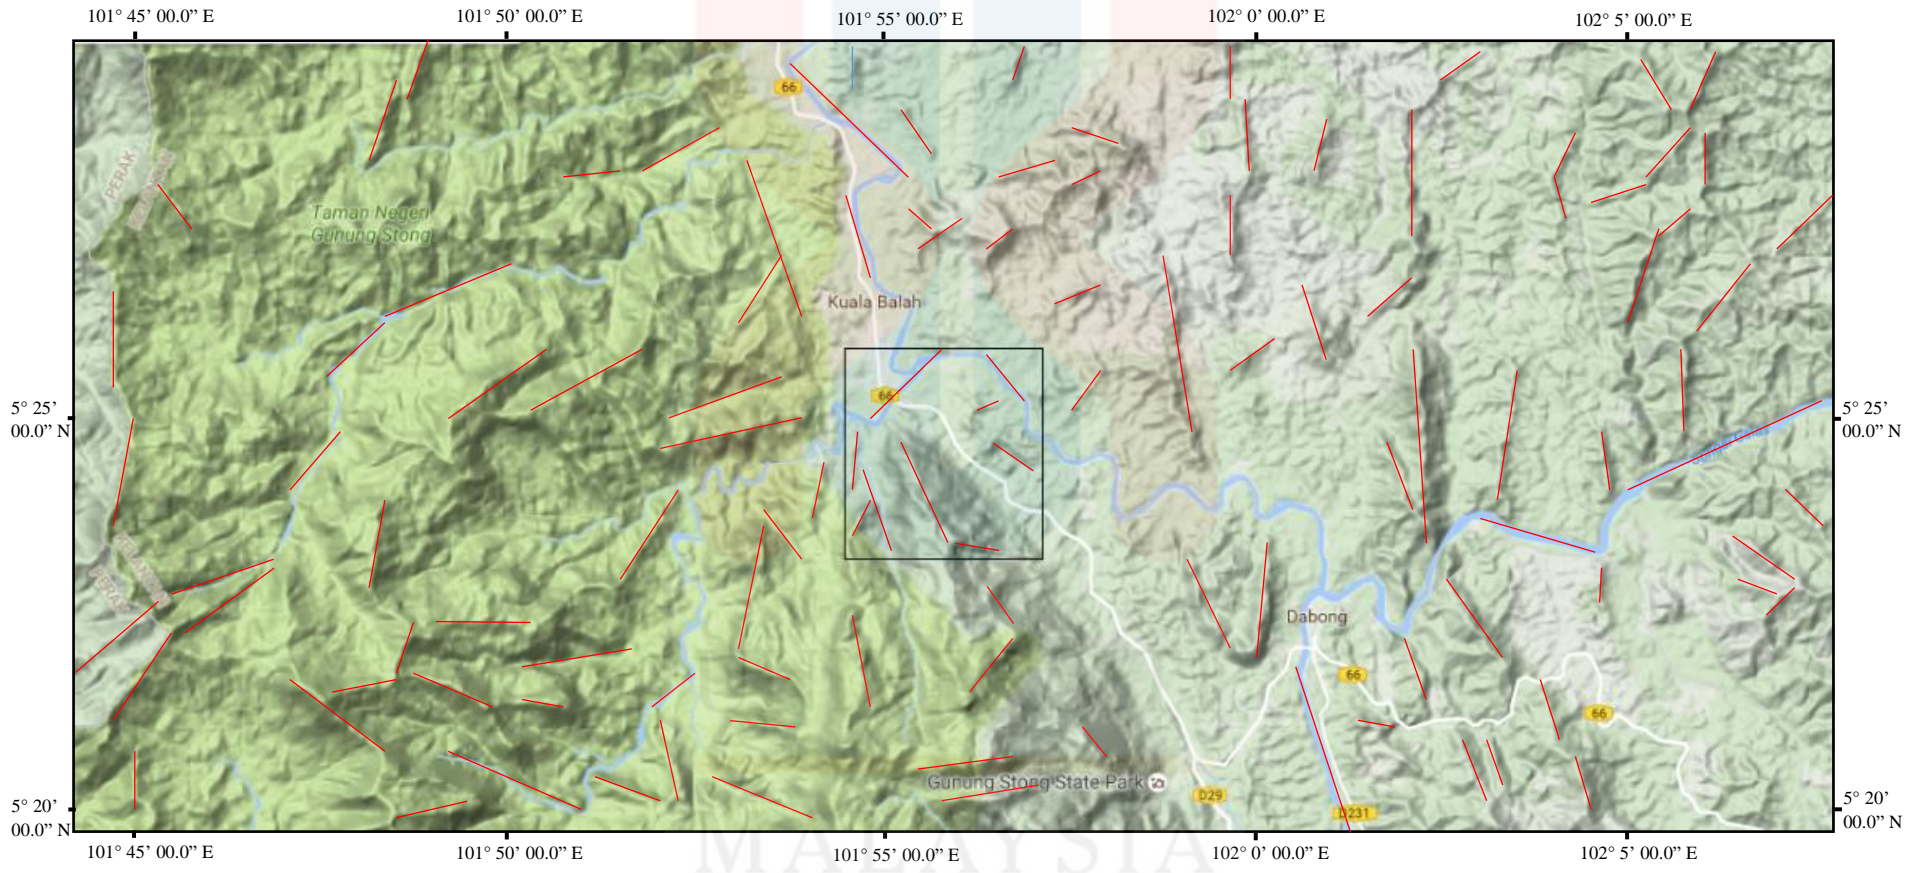 101° 45’ 00.0” E
101° 50’ 00.0” E
101° 55’ 00.0” E
102° 0’ 00.0” E
102° 5’ 00.0” E
66
PERAK
KELANTAN
Taman Negeri
Gunung Stong
Kuala Balah
66
5° 25’
00.0” N
5° 25’
00.0” N
KELANTAN
PERAK
Dabong
66
66
Gunung Stong State Park
D29
D231
5° 20’
00.0” N
5° 20’
00.0” N
101° 45’ 00.0” E
101° 50’ 00.0” E
101° 55’ 00.0” E
102° 0’ 00.0” E
102° 5’ 00.0” E
MALAYSIA